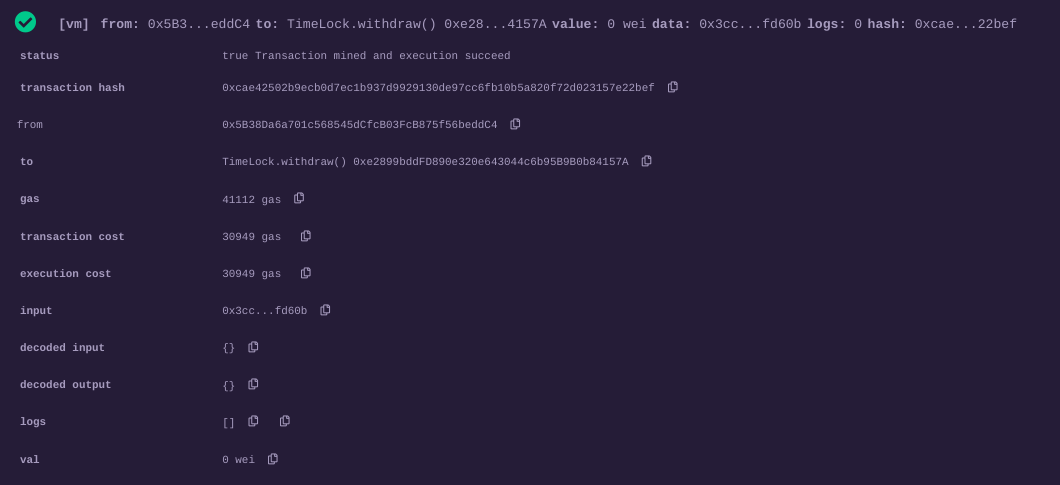 [vm] from: 0x5B3...eddC4 to: TimeLock.withdraw() 0xe28...4157A value: 0 wei data: 0x3cc...fd60b logs: 0 hash: 0xcae...22bef
status true Transaction mined and execution succeed
transaction hash 0xcae42502b9ecb0d7ec1b937d9929130de97cc6fb10b5a820f72d023157e22bef
from 0x5B38Da6a701c568545dCfcB03FcB875f56beddC4
to TimeLock.withdraw() 0xe2899bddFD890e320e643044c6b95B9B0b84157A
gas 41112 gas
transaction cost 30949 gas
execution cost 30949 gas
input 0x3cc...fd60b
decoded input {}
decoded output {}
logs []
val 0 wei